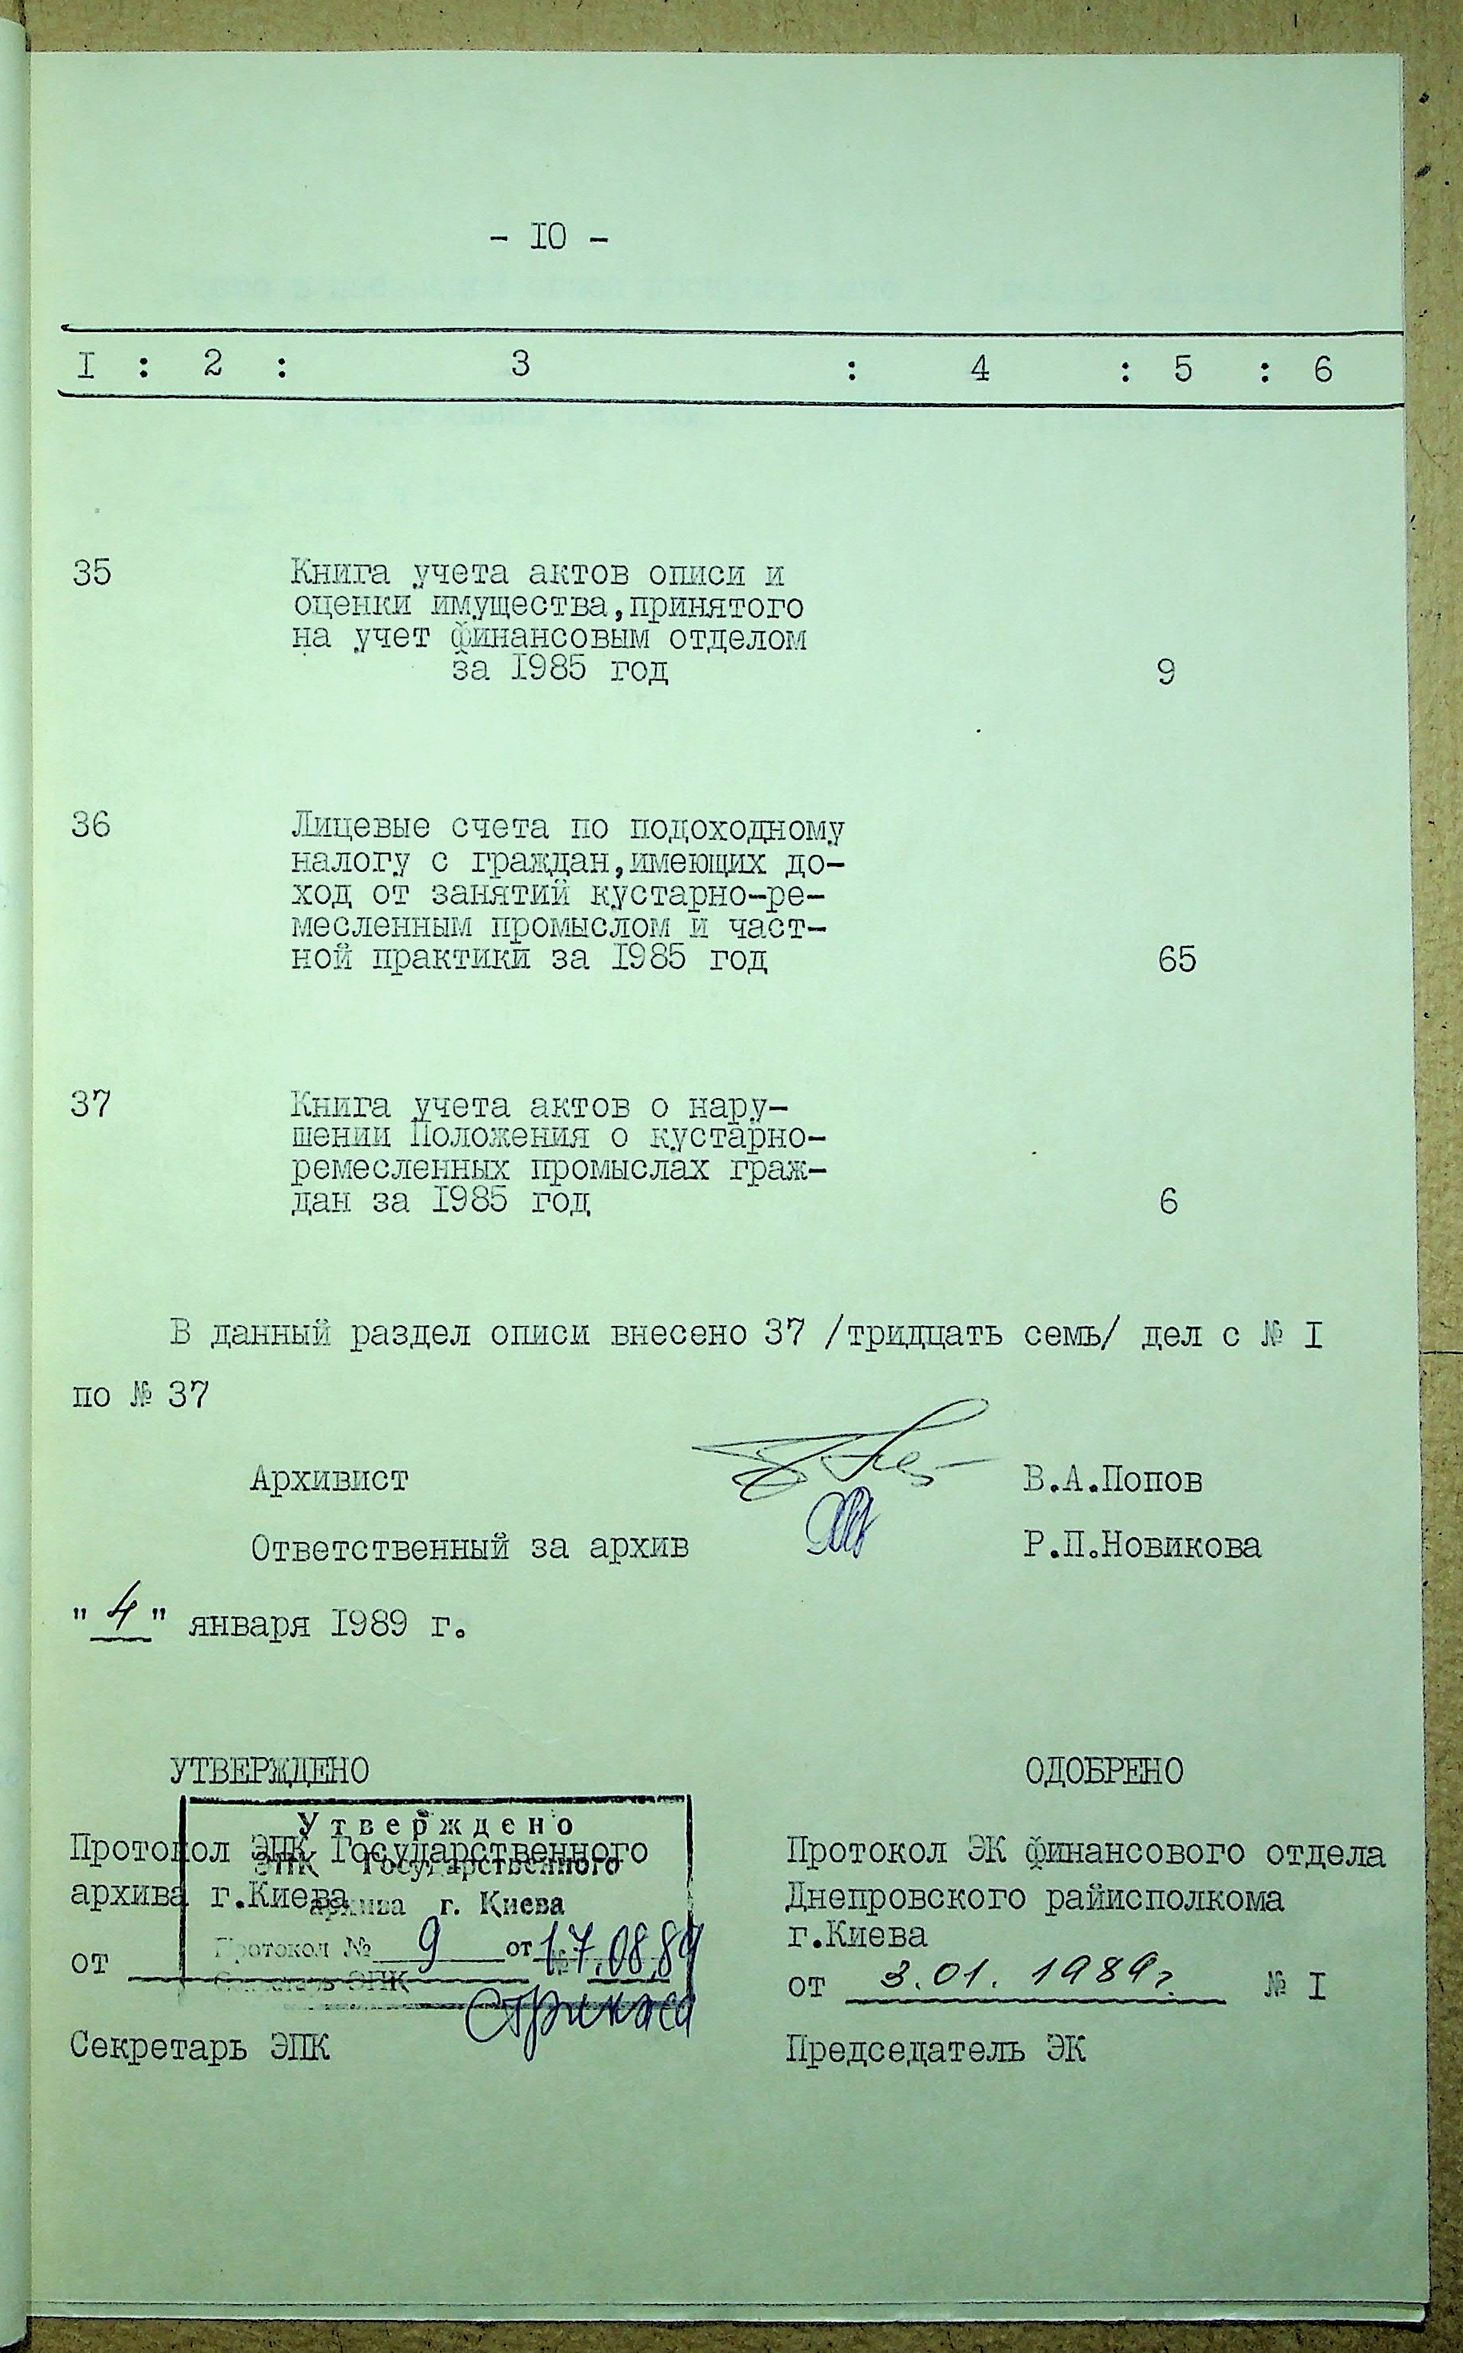 - I0 -
I : 2 : 3 : 4 : 5 : 6
35 Книга учета актов описи и
оценки имущества,принятого
на учет финансовым отделом
за I985 год 9
36 Лицевые счета по подоходному
налогу с граждан,имеющих до-
ход от занятий кустарно-ре-
месленным промыслом и част-
ной практики за I985 год 65
37 Книга учета актов о нару-
шении Положения о кустарно-
ремесленных промыслах граж-
дан за I985 год 6
В данный раздел описи внесено 37 /тридцать семь/ дел с № I
по № 37
Архивист В.А.Попов
Ответственный за архив Р.П.Новикова
"4" января I989 г.
УТВЕРЖДЕНО
Протокол ЭПК Государственного
архива г.Киева
от №
Секретарь ЭПК
Утверждено
ЭПК Государственного
архива г. Киева
Протокол № 9 от 17.08.89
Секретарь ЭПК
ОДОБРЕНО
Протокол ЭК финансового отдела
Днепровского райисполкома
г.Киева
от 3.01.1989г. № I
Председатель ЭК